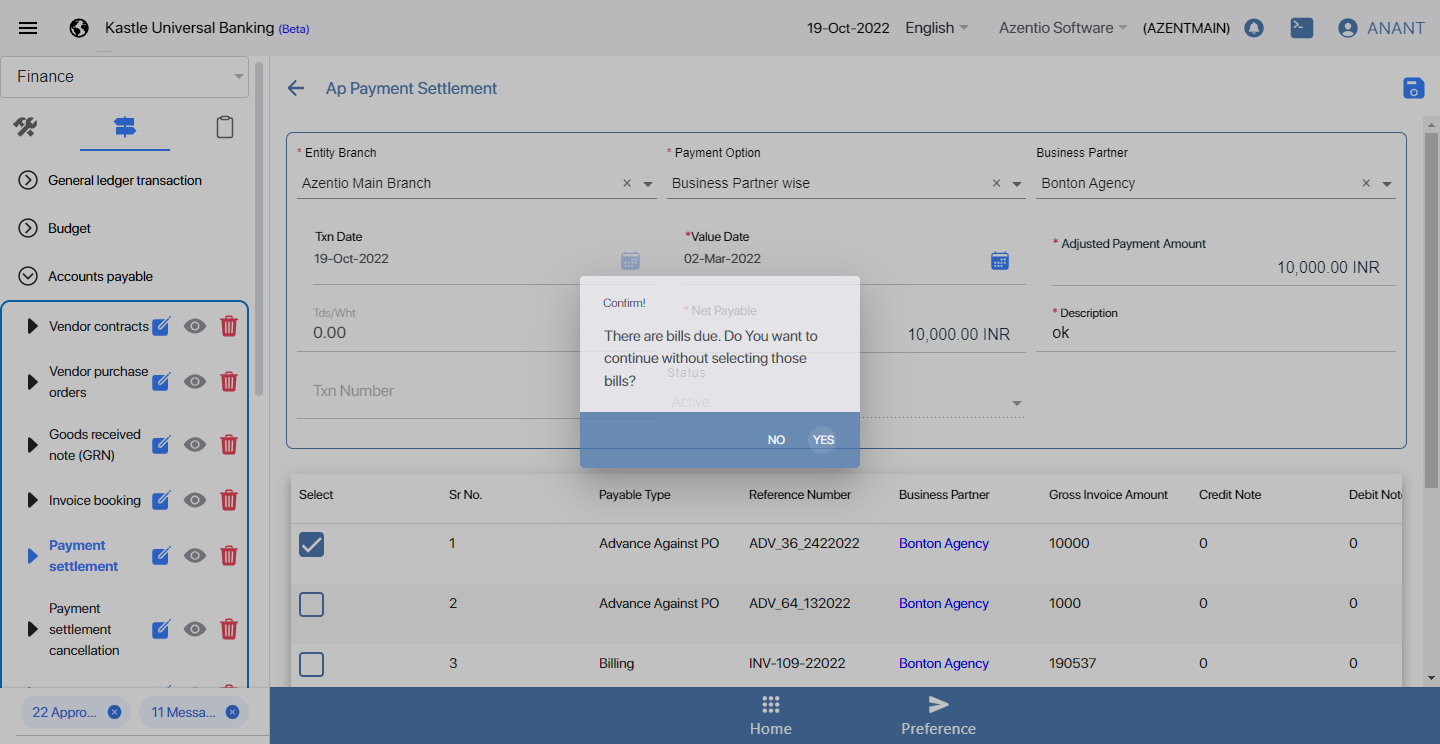 Kastle Universal Banking (Beta)
19-Oct-2022
English
Azentio Software
(AZENTMAIN)
ANANT
Finance
General ledger transaction
Budget
Accounts payable
Vendor contracts
Vendor purchase
orders
Goods received
note (GRN)
Invoice booking
Payment
settlement
Payment
settlement
cancellation
22 Appro...
11 Messa...
Ap Payment Settlement
* Entity Branch
* Payment Option
Business Partner
Azentio Main Branch
Business Partner wise
Bonton Agency
Txn Date
*Value Date
* Adjusted Payment Amount
19-Oct-2022
02-Mar-2022
10,000.00 INR
Tds/Wht
* Net Payable
* Description
0.00
10,000.00 INR
ok
Txn Number
Status
Active
Confirm!
There are bills due. Do You want to
continue without selecting those
bills?
NO
YES
Select Sr No. Payable Type Reference Number Business Partner Gross Invoice Amount Credit Note Debit Not
1 Advance Against PO ADV_36_2422022 Bonton Agency 10000 0 0
2 Advance Against PO ADV_64_132022 Bonton Agency 1000 0 0
3 Billing INV-109-22022 Bonton Agency 190537 0 0
Home
Preference